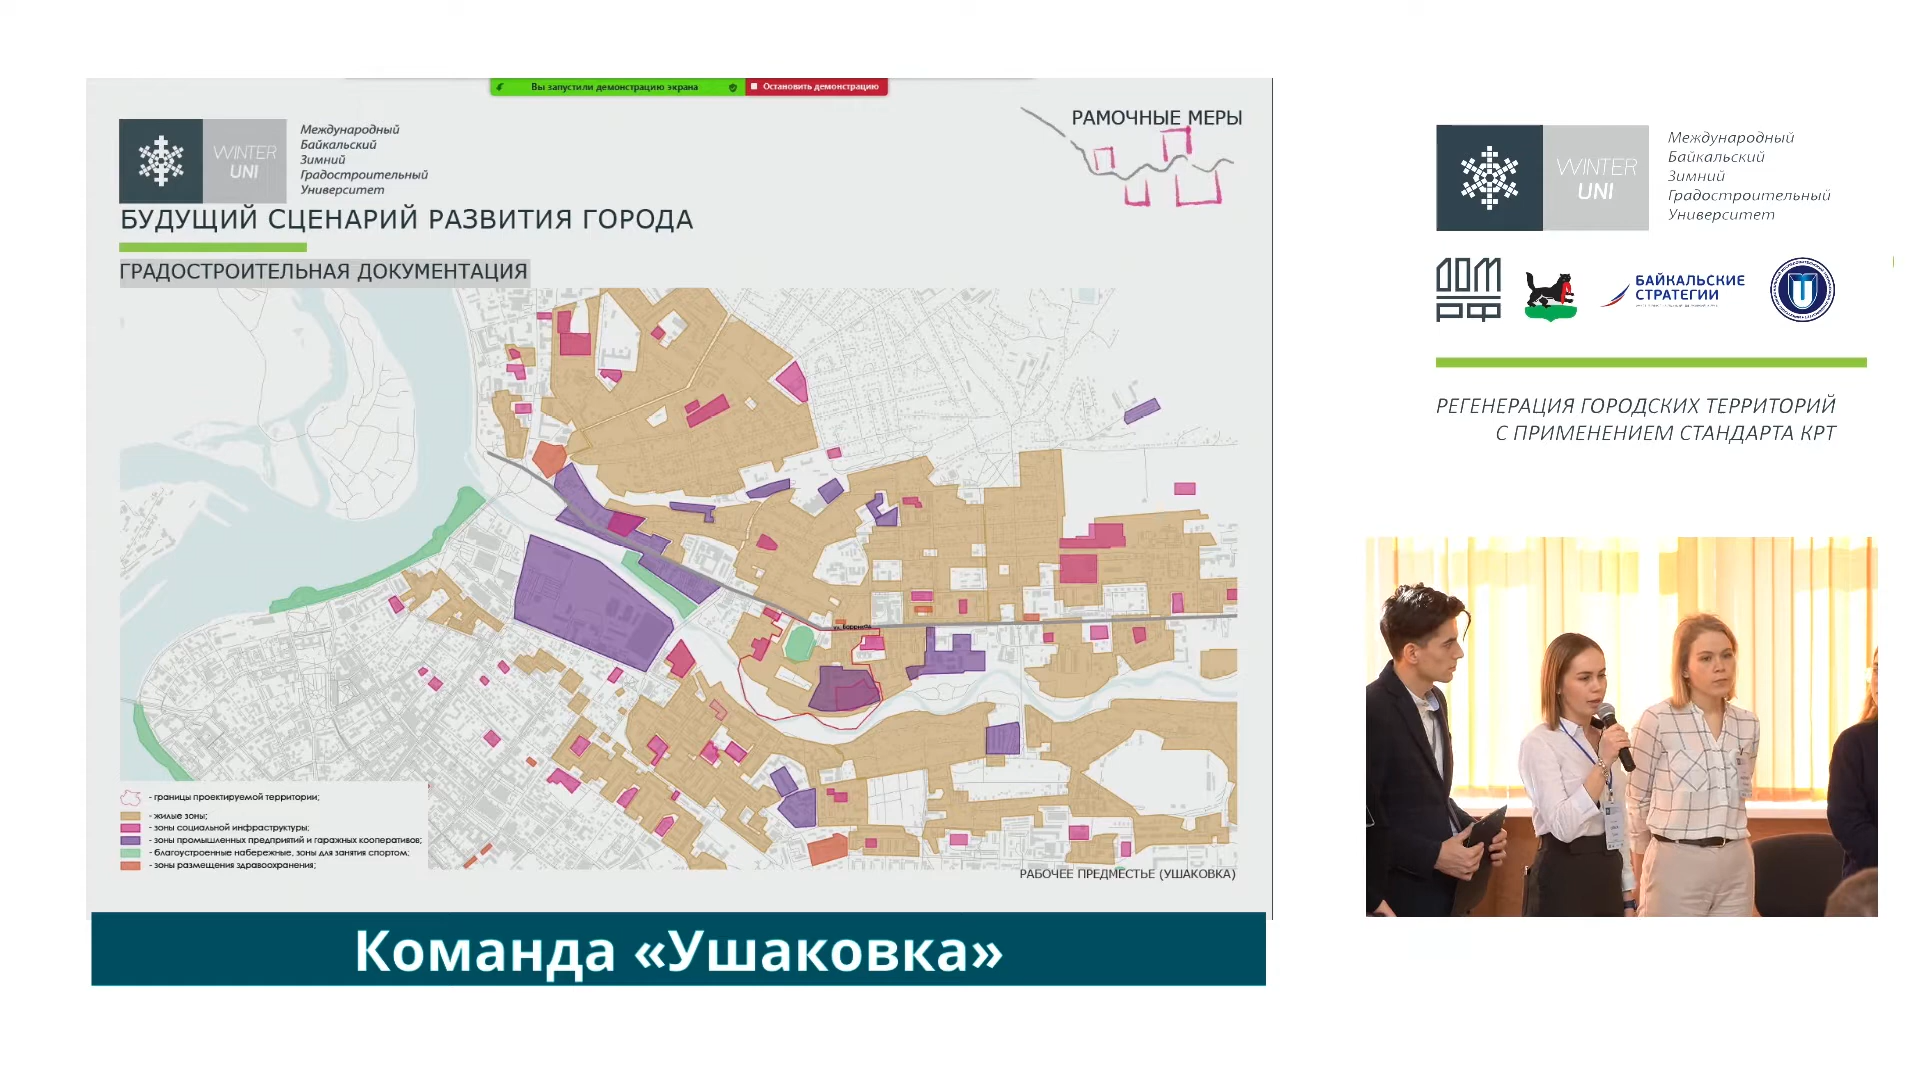 Вы запустили демонстрацию экрана
Остановить демонстрацию
РАМОЧНЫЕ МЕРЫ
WINTER
UNI
Международный
Байкальский
Зимний
Градостроительный
Университет
БУДУЩИЙ СЦЕНАРИЙ РАЗВИТИЯ ГОРОДА
ГРАДОСТРОИТЕЛЬНАЯ ДОКУМЕНТАЦИЯ
- границы проектируемой территории;
- жилые зоны;
- зоны социальной инфраструктуры;
- зоны промышленных предприятий и гаражных кооперативов;
- благоустроенные набережные, зоны для занятия спортом;
- зоны размещения здравоохранения;
РАБОЧЕЕ ПРЕДМЕСТЬЕ (УШАКОВКА)
Команда «Ушаковка»
WINTER
UNI
Международный
Байкальский
Зимний
Градостроительный
Университет
ДОМ
РФ
БАЙКАЛЬСКИЕ
СТРАТЕГИИ
РЕГЕНЕРАЦИЯ ГОРОДСКИХ ТЕРРИТОРИЙ
С ПРИМЕНЕНИЕМ СТАНДАРТА КРТ